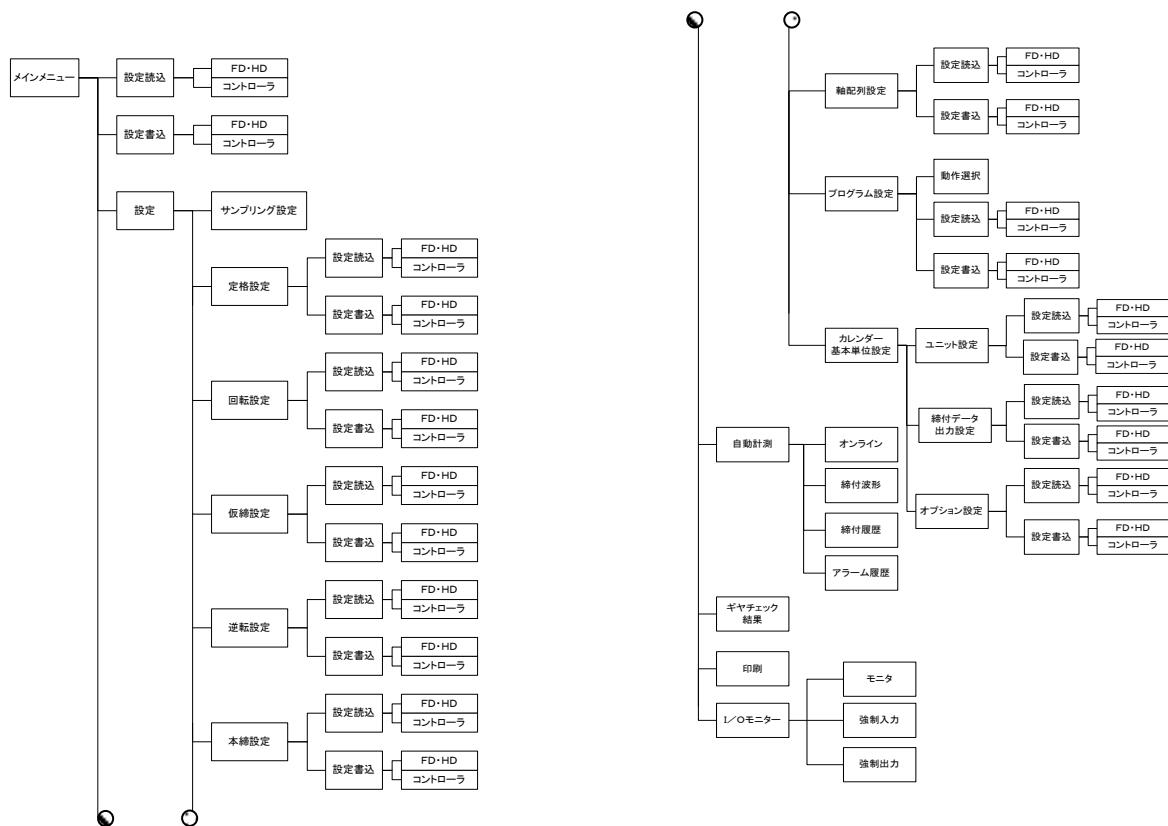 メインメニュー
設定読込
FD・HD
コントローラ
設定書込
FD・HD
コントローラ
設定
サンプリング設定
定格設定
設定読込
FD・HD
コントローラ
設定書込
FD・HD
コントローラ
回転設定
設定読込
FD・HD
コントローラ
設定書込
FD・HD
コントローラ
仮締設定
設定読込
FD・HD
コントローラ
設定書込
FD・HD
コントローラ
逆転設定
設定読込
FD・HD
コントローラ
設定書込
FD・HD
コントローラ
本締設定
設定読込
FD・HD
コントローラ
設定書込
FD・HD
コントローラ
軸配列設定
設定読込
FD・HD
コントローラ
設定書込
FD・HD
コントローラ
プログラム設定
動作選択
設定読込
FD・HD
コントローラ
設定書込
FD・HD
コントローラ
カレンダー
基本単位設定
ユニット設定
設定読込
FD・HD
コントローラ
設定書込
FD・HD
コントローラ
締付データ
出力設定
設定読込
FD・HD
コントローラ
設定書込
FD・HD
コントローラ
オプション設定
設定読込
FD・HD
コントローラ
設定書込
FD・HD
コントローラ
自動計測
オンライン
締付波形
締付履歴
アラーム履歴
ギヤチェック
結果
印刷
I／Oモニター
モニタ
強制入力
強制出力